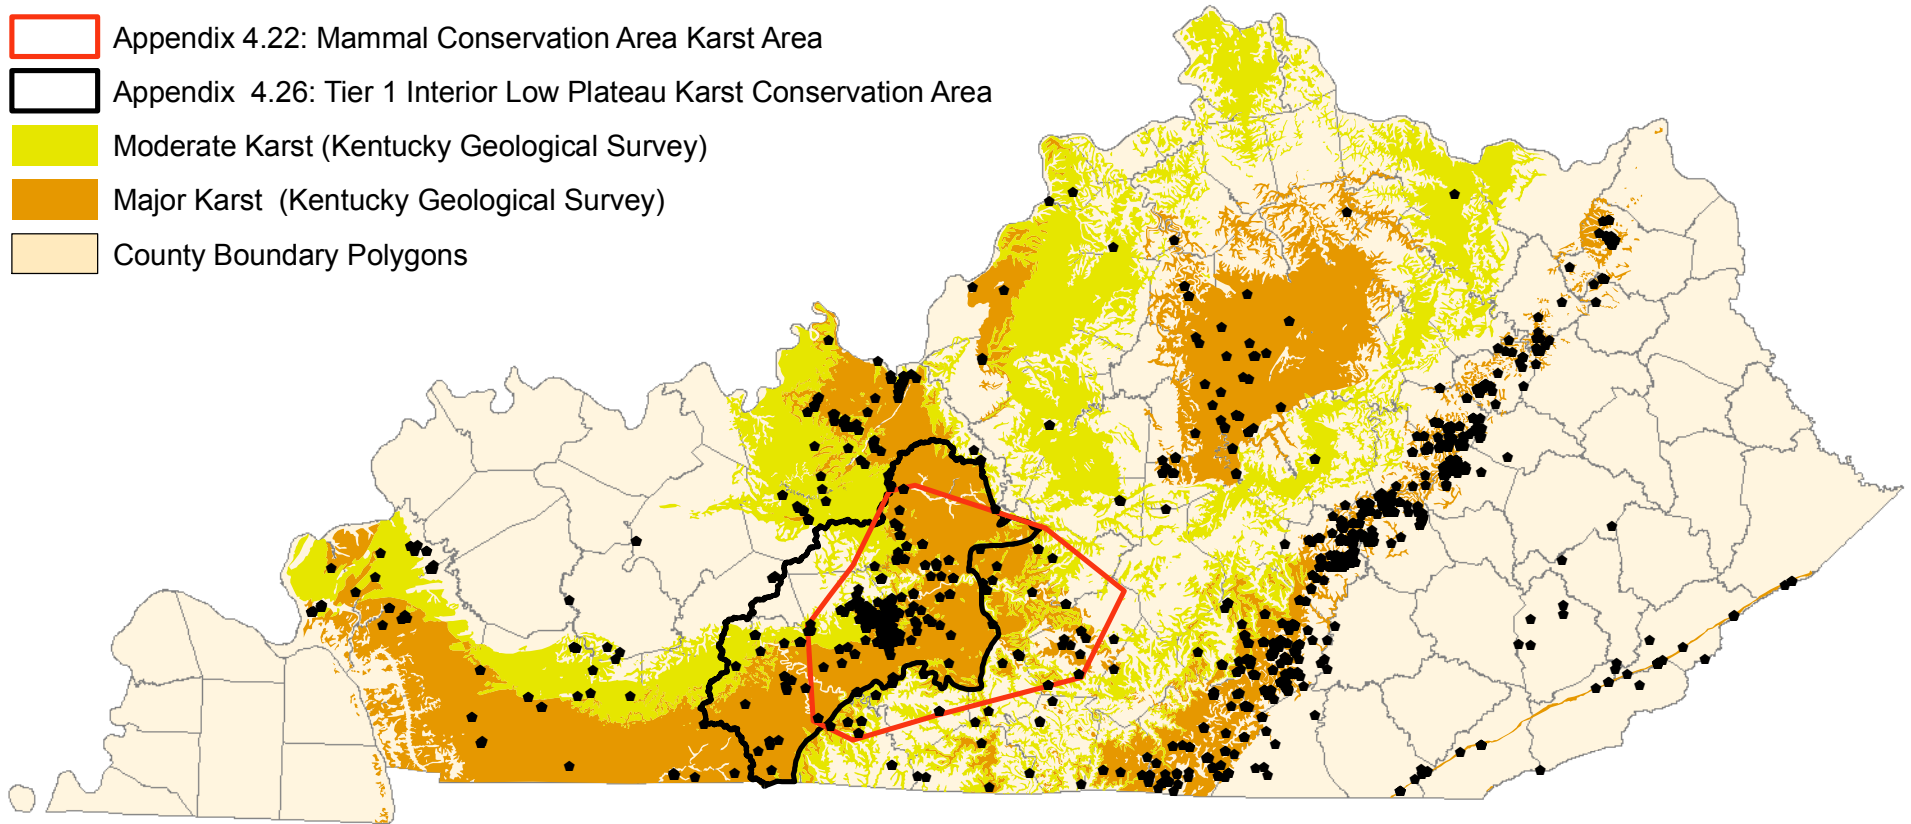 Appendix 4.22: Mammal Conservation Area Karst Area
Appendix 4.26: Tier 1 Interior Low Plateau Karst Conservation Area
Moderate Karst (Kentucky Geological Survey)
Major Karst (Kentucky Geological Survey)
County Boundary Polygons